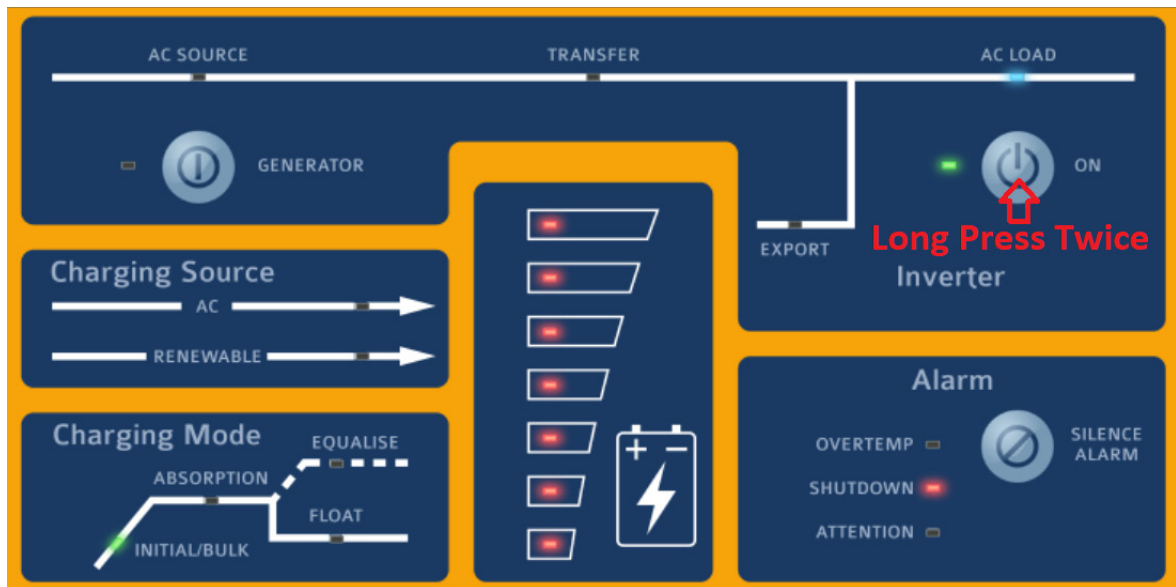 AC SOURCE
TRANSFER
AC LOAD
GENERATOR
ON
Long Press Twice
EXPORT
Inverter
Charging Source
AC
RENEWABLE
Charging Mode
EQUALISE
ABSORPTION
FLOAT
INITIAL/BULK
+ −
Alarm
OVERTEMP
SILENCE
ALARM
SHUTDOWN
ATTENTION